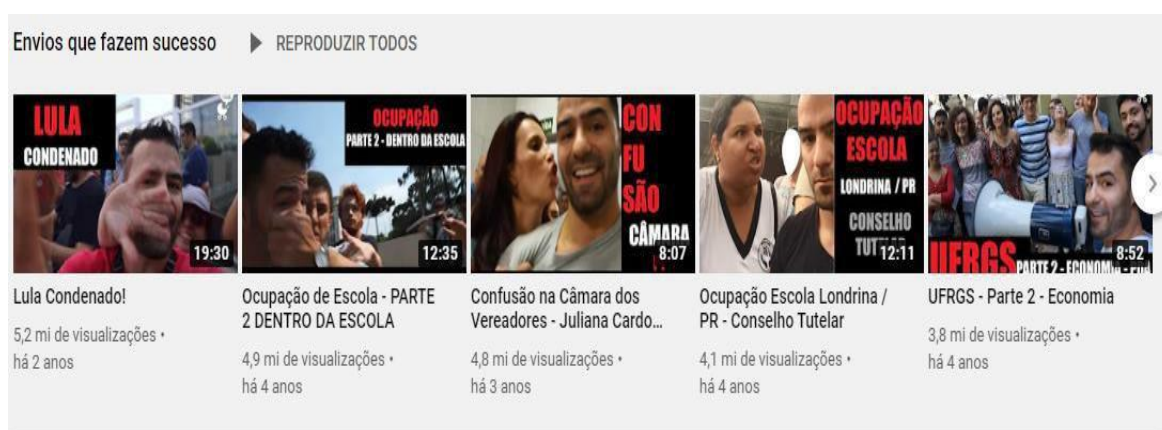 Envios que fazem sucesso REPRODUZIR TODOS
LULA
CONDENADO
19:30
OCUPAÇÃO
PARTE 2 - DENTRO DA ESCOLA
12:35
CON
FU
SÃO
CÂMARA
8:07
OCUPAÇÃO
ESCOLA
LONDRINA / PR
CONSELHO
TUTELAR
12:11
UFRGS
PARTE 2 - ECONOMIA
8:52
Lula Condenado!
5,2 mi de visualizações •
há 2 anos
Ocupação de Escola - PARTE
2 DENTRO DA ESCOLA
4,9 mi de visualizações •
há 4 anos
Confusão na Câmara dos
Vereadores - Juliana Cardo...
4,8 mi de visualizações •
há 3 anos
Ocupação Escola Londrina /
PR - Conselho Tutelar
4,1 mi de visualizações •
há 4 anos
UFRGS - Parte 2 - Economia
3,8 mi de visualizações •
há 4 anos